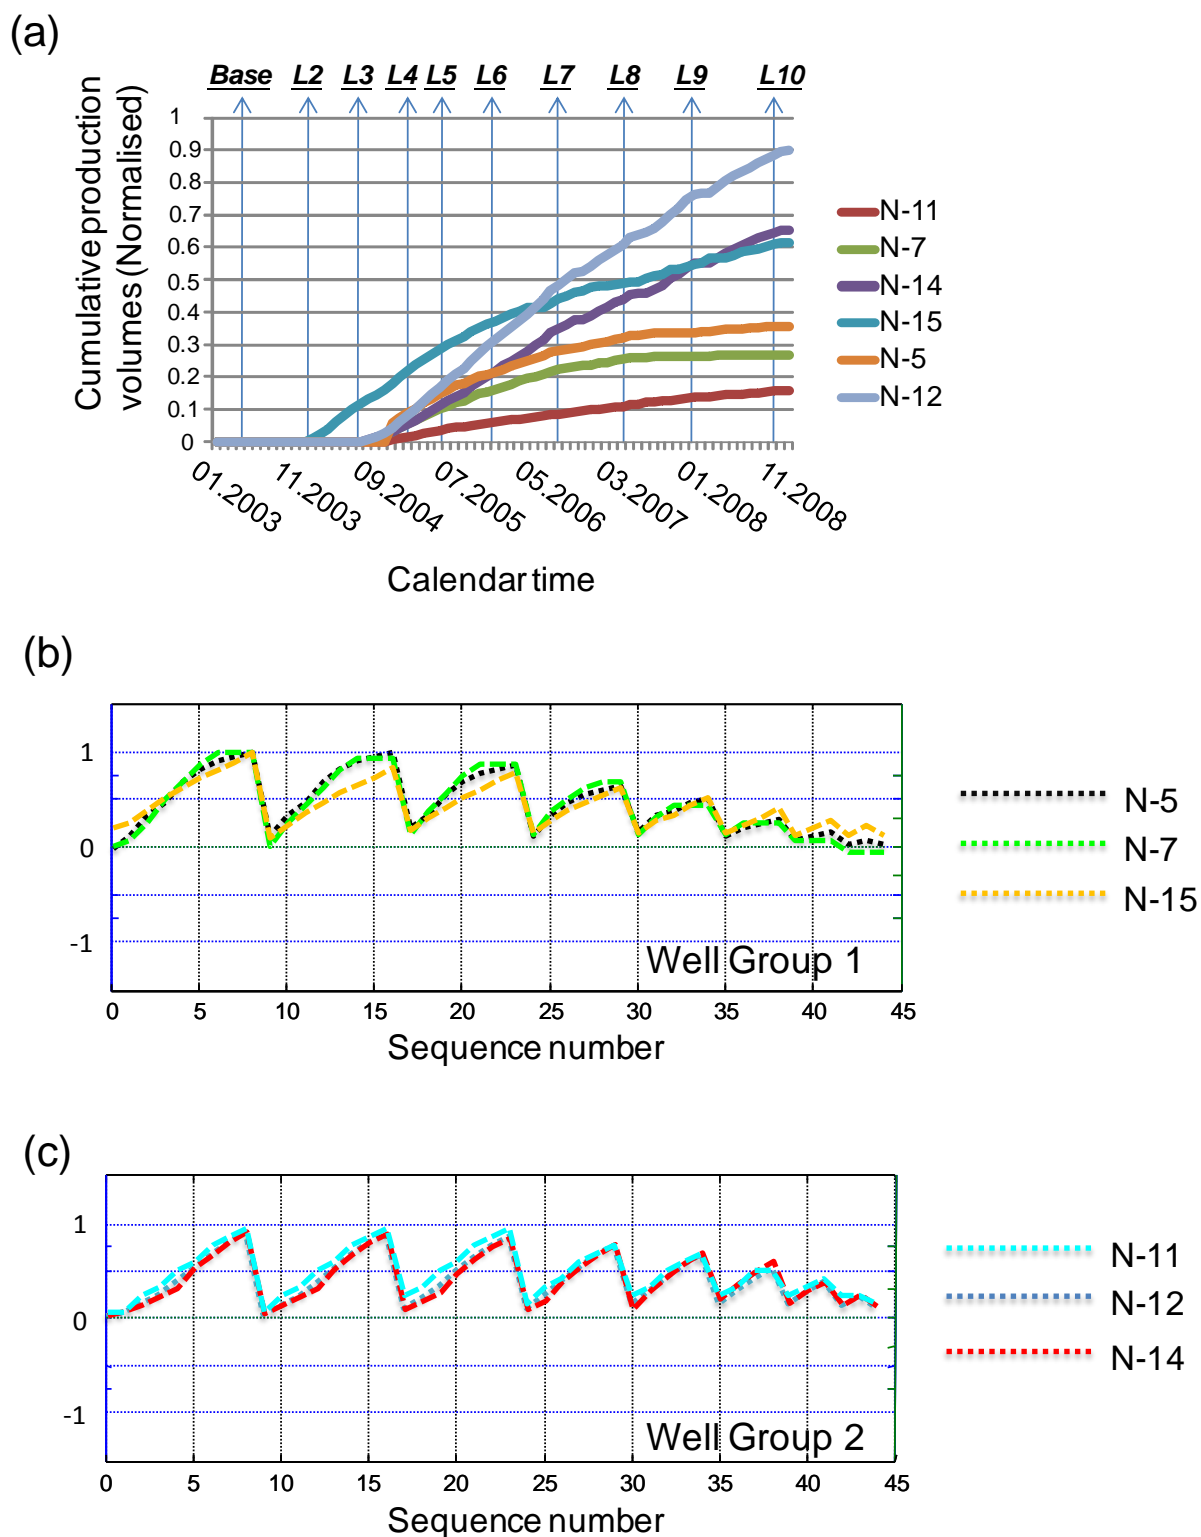 (a)
Base L2 L3 L4 L5 L6 L7 L8 L9 L10
Cumulative production
volumes (Normalised)
1
0.9
0.8
0.7
0.6
0.5
0.4
0.3
0.2
0.1
0
01.2003 11.2003 09.2004 07.2005 05.2006 03.2007 01.2008 11.2008
Calendar time
N-11
N-7
N-14
N-15
N-5
N-12
(b)
1
0
-1
Well Group 1
0 5 10 15 20 25 30 35 40 45
Sequence number
N-5
N-7
N-15
(c)
1
0
-1
Well Group 2
0 5 10 15 20 25 30 35 40 45
Sequence number
N-11
N-12
N-14